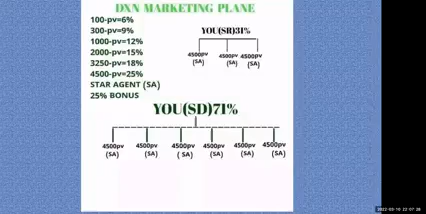 DXN MARKETING PLANE
100-pv=6%
300-pv=9%
1000-pv=12%
2000-pv=15%
3250-pv=18%
4500-pv=25%
STAR AGENT (SA)
25% BONUS
YOU(SR)31%
4500pv 4500pv 4500pv
(SA) (SA) (SA)
YOU(SD)71%
4500pv 4500pv 4500pv 4500pv 4500pv 4500pv
(SA) (SA) ( SA) (SA) (SA) (SA)
2022-05-10 22:07:28